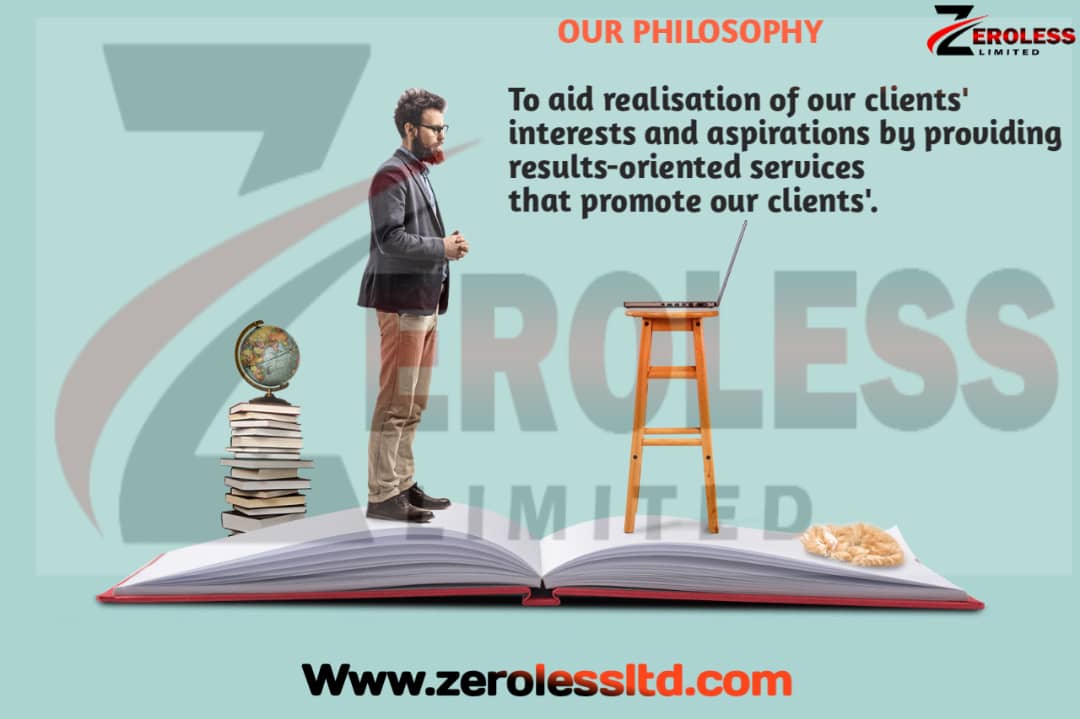 OUR PHILOSOPHY
ZEROLESS
LIMITED
To aid realisation of our clients'
interests and aspirations by providing
results-oriented services
that promote our clients'.
ZEROLESS
LIMITED
Www.zerolessltd.com